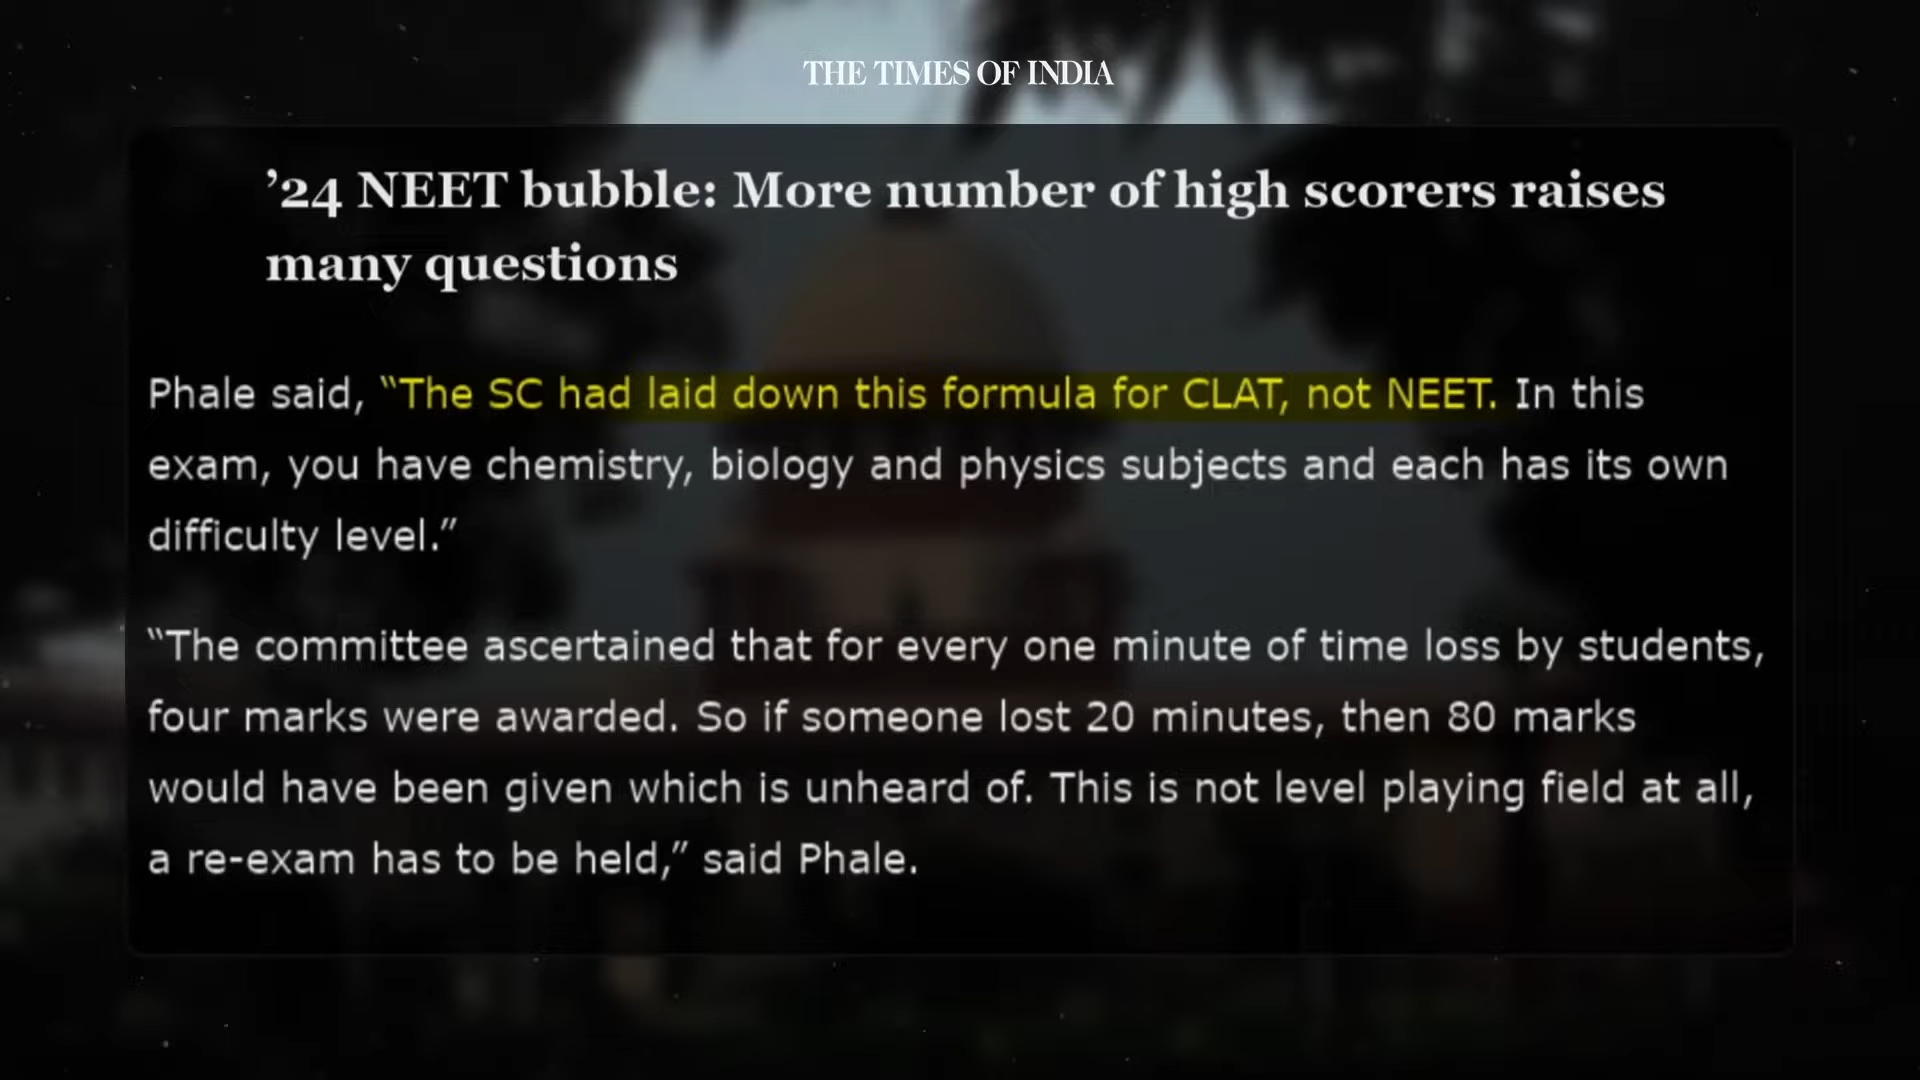 THE TIMES OF INDIA
’24 NEET bubble: More number of high scorers raises
many questions
Phale said, “The SC had laid down this formula for CLAT, not NEET. In this
exam, you have chemistry, biology and physics subjects and each has its own
difficulty level.”
“The committee ascertained that for every one minute of time loss by students,
four marks were awarded. So if someone lost 20 minutes, then 80 marks
would have been given which is unheard of. This is not level playing field at all,
a re-exam has to be held,” said Phale.